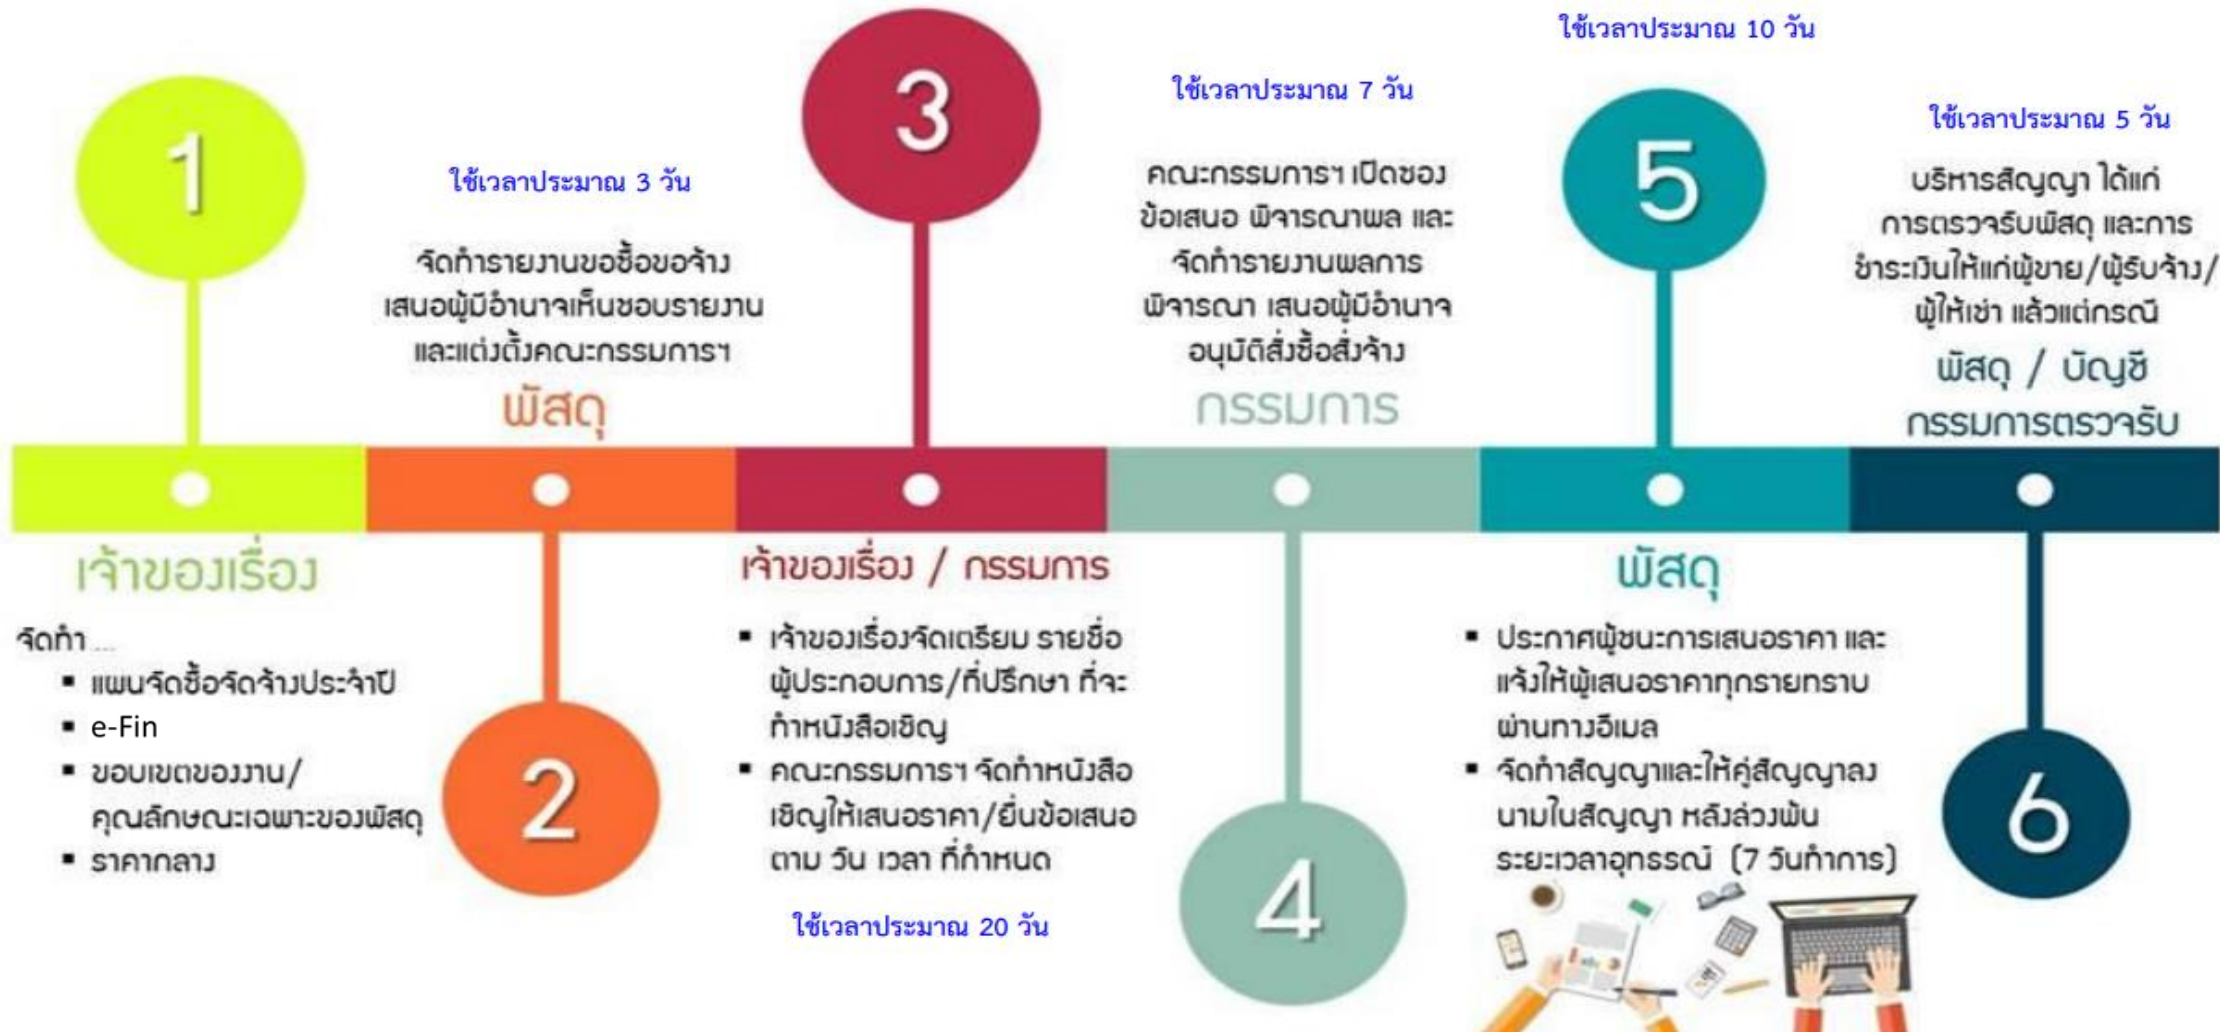 1
เจ้าของเรื่อง
จัดทำ ...
▪ แผนจัดซื้อจัดจ้างประจำปี
▪ e-Fin
▪ ขอบเขตของงาน/
คุณลักษณะเฉพาะของพัสดุ
▪ ราคากลาง
ใช้เวลาประมาณ 3 วัน
จัดทำรายงานขอซื้อขอจ้าง
เสนอผู้มีอำนาจเห็นชอบรายงาน
และแต่งตั้งคณะกรรมการฯ
พัสดุ
2
3
เจ้าของเรื่อง / กรรมการ
▪ เจ้าของเรื่องจัดเตรียม รายชื่อ
ผู้ประกอบการ/ที่ปรึกษา ที่จะ
ทำหนังสือเชิญ
▪ คณะกรรมการฯ จัดทำหนังสือ
เชิญให้เสนอราคา/ยื่นข้อเสนอ
ตาม วัน เวลา ที่กำหนด
ใช้เวลาประมาณ 20 วัน
ใช้เวลาประมาณ 7 วัน
คณะกรรมการฯ เปิดซอง
ข้อเสนอ พิจารณาผล และ
จัดทำรายงานผลการ
พิจารณา เสนอผู้มีอำนาจ
อนุมัติสั่งซื้อสั่งจ้าง
กรรมการ
4
ใช้เวลาประมาณ 10 วัน
5
พัสดุ
▪ ประกาศผู้ชนะการเสนอราคา และ
แจ้งให้ผู้เสนอราคาทุกรายทราบ
ผ่านทางอีเมล
▪ จัดทำสัญญาและให้คู่สัญญาลง
นามในสัญญา หลังล่วงพ้น
ระยะเวลาอุทธรณ์ (7 วันทำการ)
ใช้เวลาประมาณ 5 วัน
บริหารสัญญา ได้แก่
การตรวจรับพัสดุ และการ
ชำระเงินให้แก่ผู้ขาย/ผู้รับจ้าง/
ผู้ให้เช่า แล้วแต่กรณี
พัสดุ / บัญชี
กรรมการตรวจรับ
6